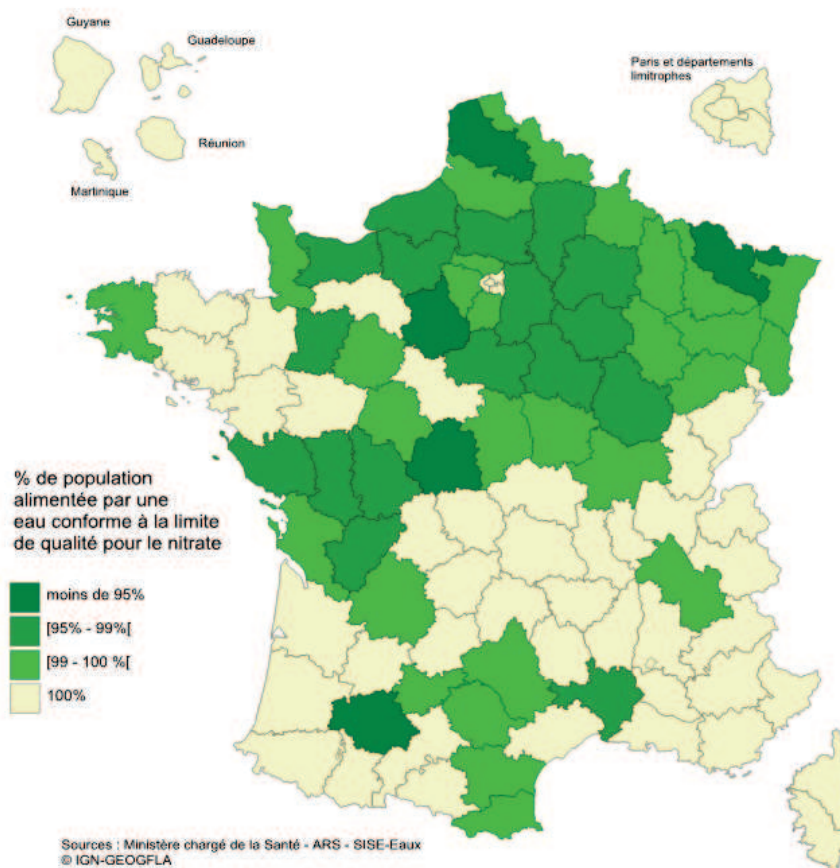 Guyane
Guadeloupe
Paris et départements
limitrophes
Réunion
Martinique
% de population
alimentée par une
eau conforme à la limite
de qualité pour le nitrate
moins de 95%
[95% - 99%[
[99 - 100 %[
100%
Sources : Ministère chargé de la Santé - ARS - SISE-Eaux
© IGN-GEOGFLA